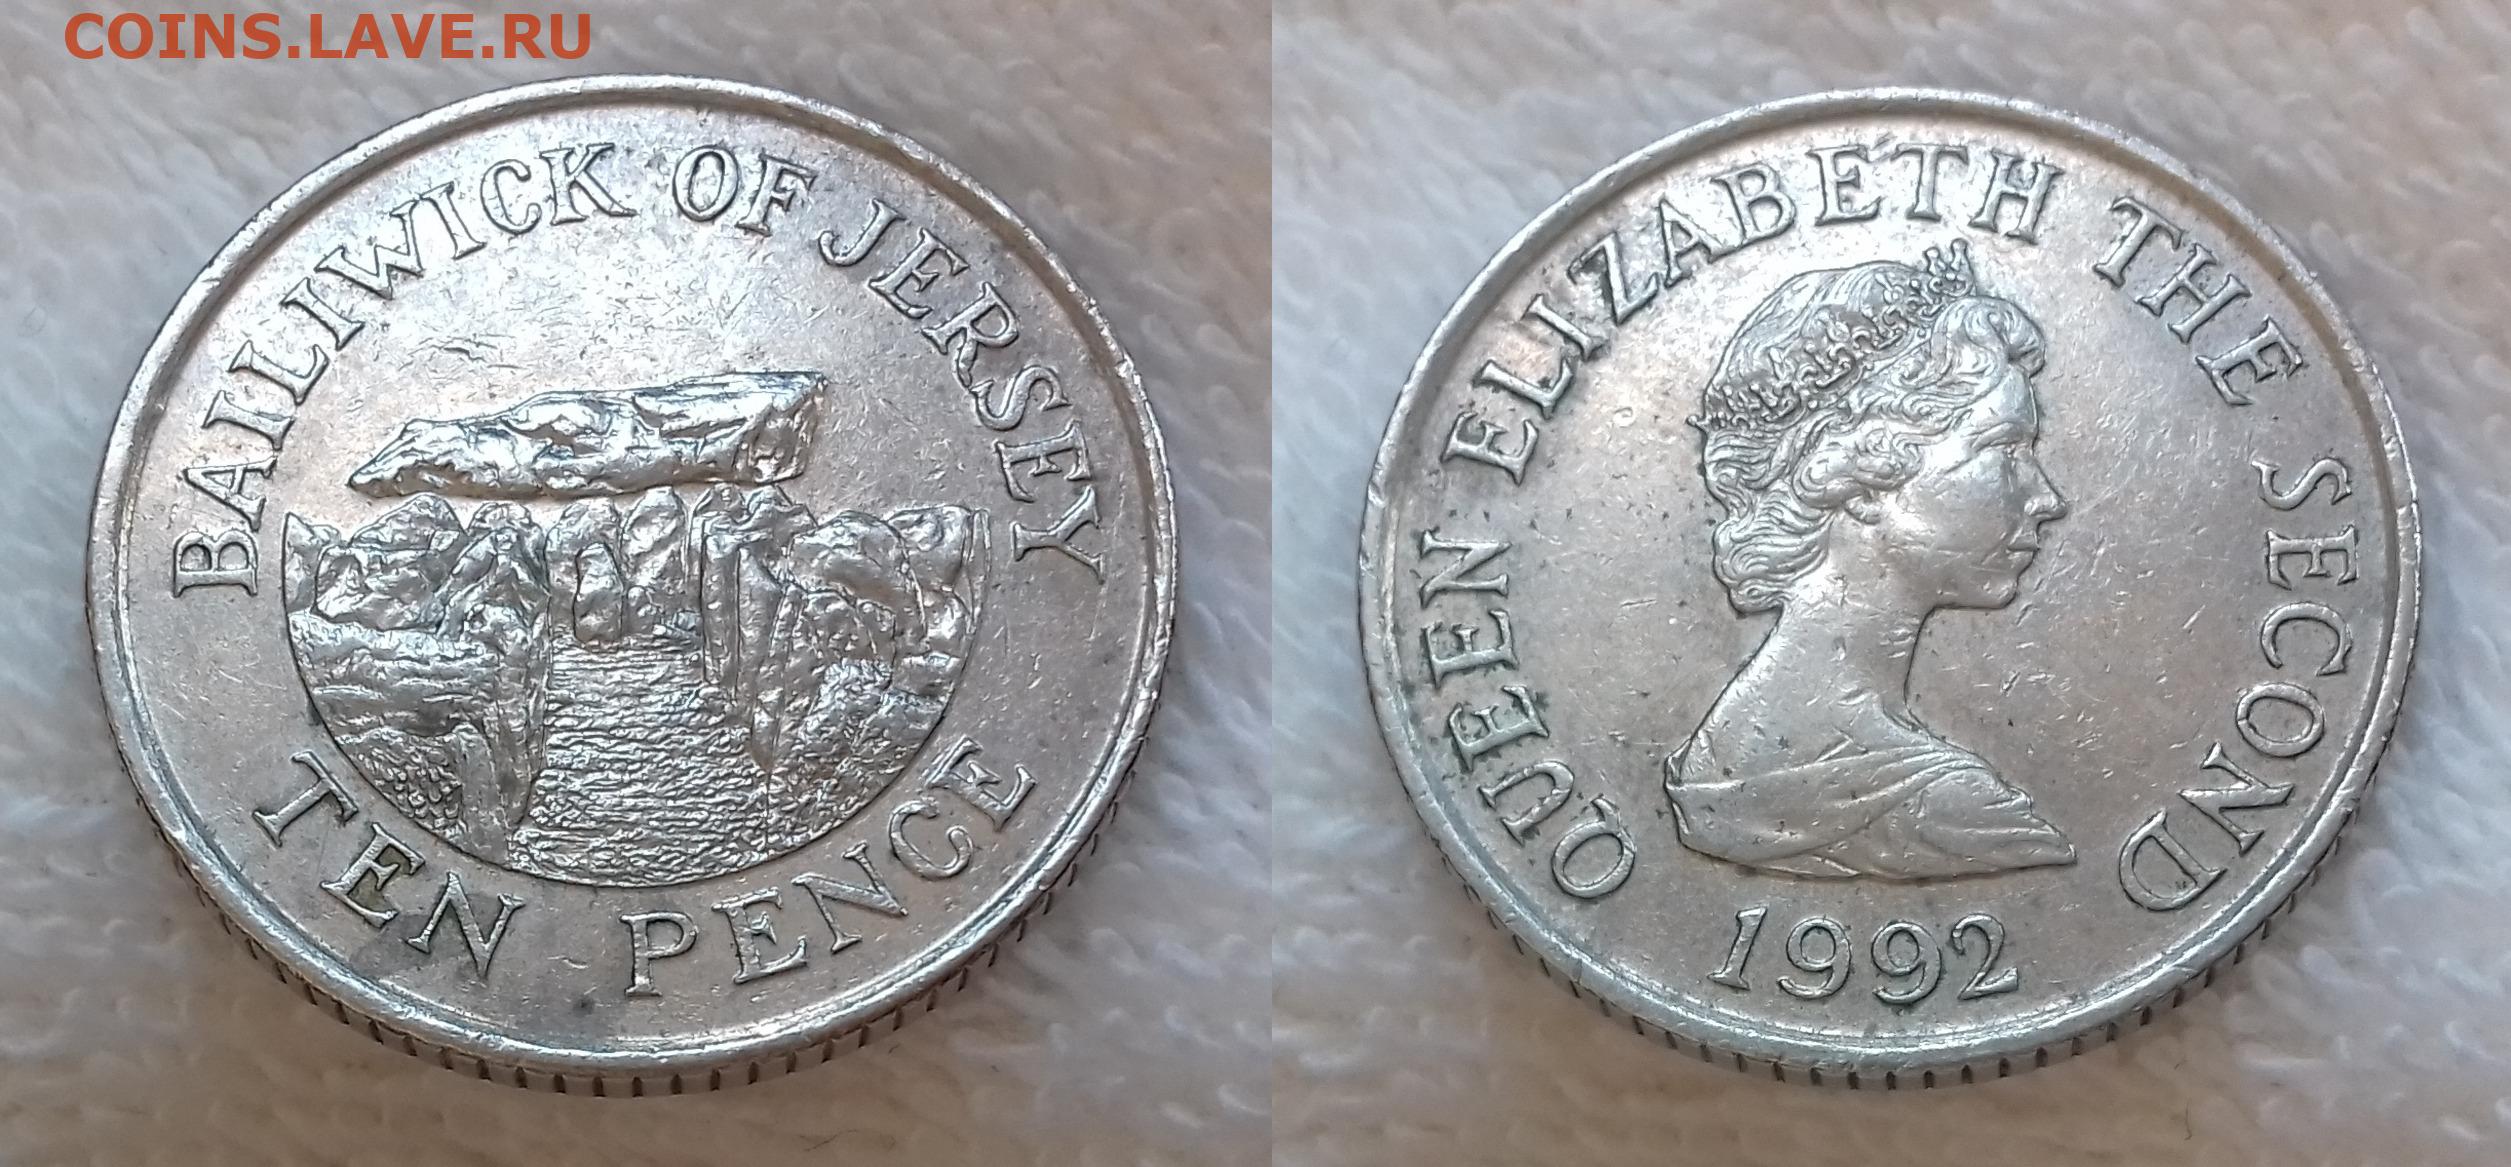 COINS.LAVE.RU
BAILIWICK OF JERSEY
TEN PENCE
QUEEN ELIZABETH THE SECOND
1992